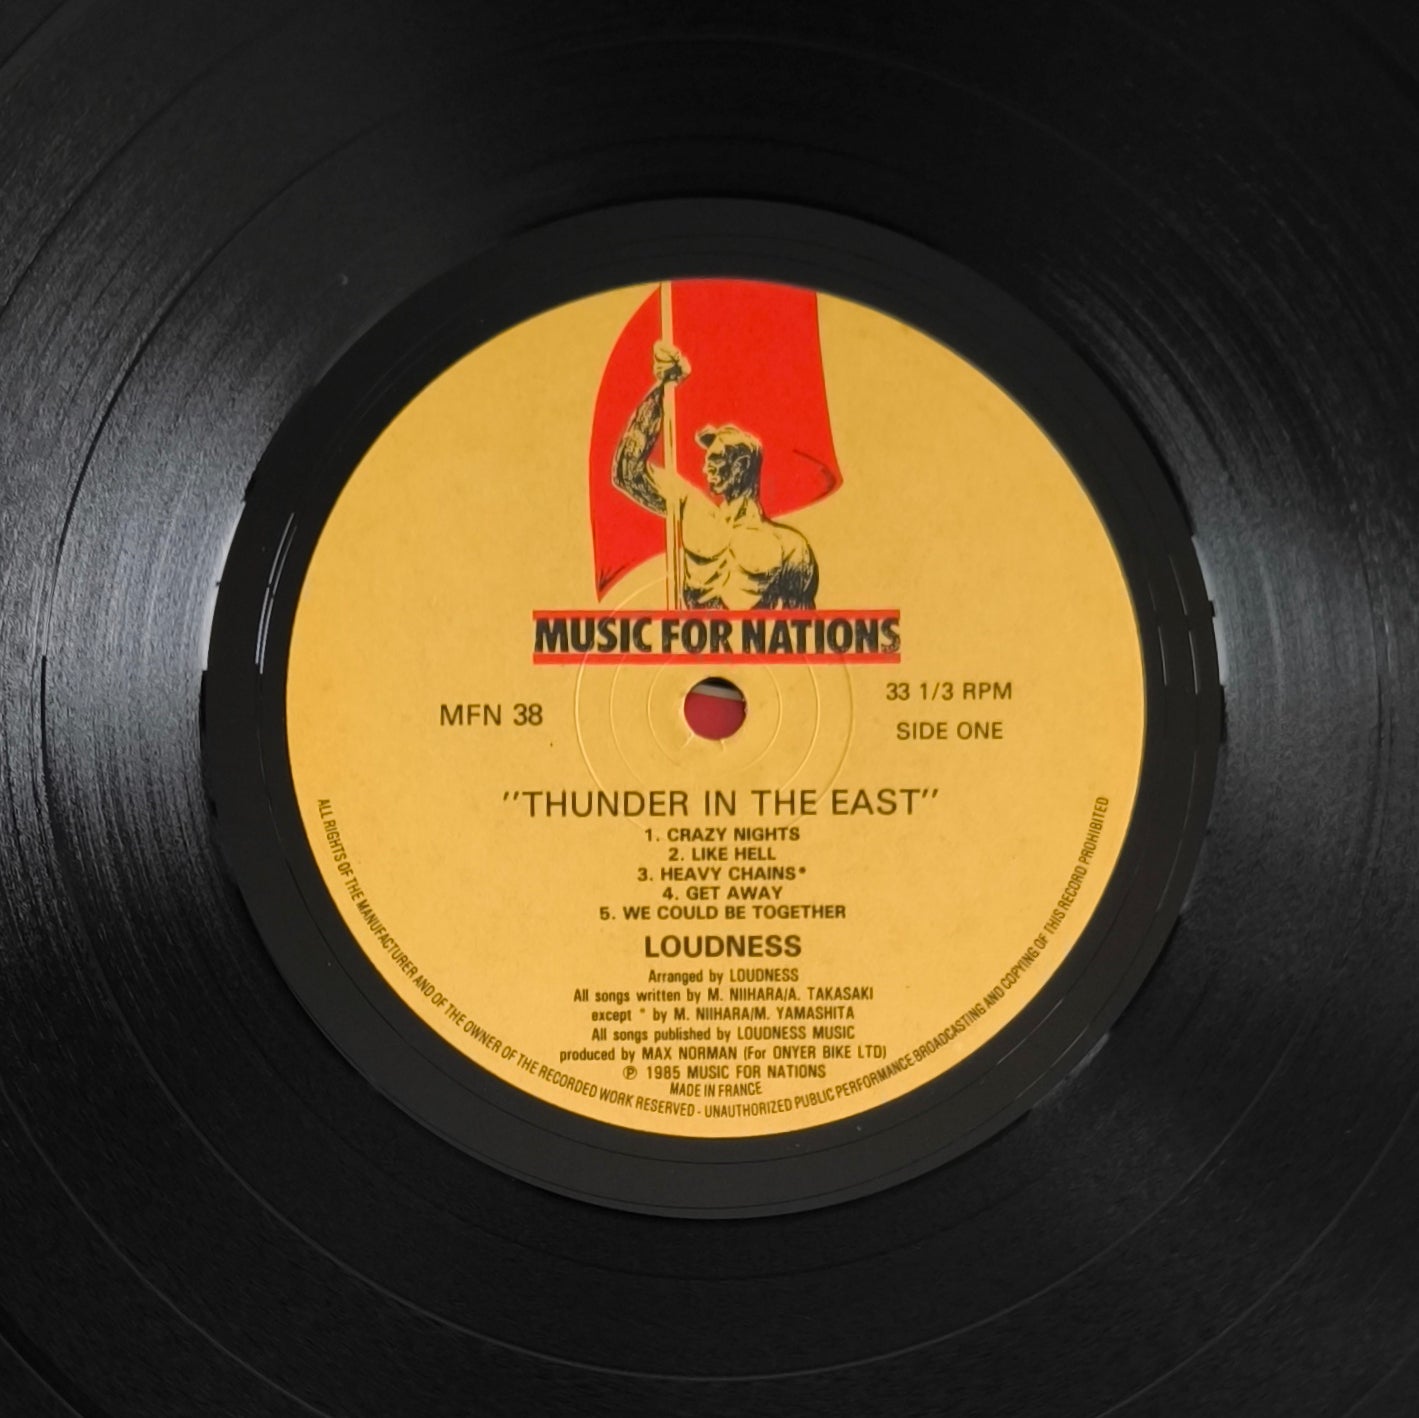 MUSIC FOR NATIONS
MFN 38
33 1/3 RPM
SIDE ONE
"THUNDER IN THE EAST"
1. CRAZY NIGHTS
2. LIKE HELL
3. HEAVY CHAINS*
4. GET AWAY
5. WE COULD BE TOGETHER
LOUDNESS
Arranged by LOUDNESS
All songs written by M. NIIHARA/A. TAKASAKI
except * by M. NIIHARA/M. YAMASHITA
All songs published by LOUDNESS MUSIC
produced by MAX NORMAN (For ONYER BIKE LTD)
℗ 1985 MUSIC FOR NATIONS
MADE IN FRANCE
ALL RIGHTS OF THE MANUFACTURER AND OF THE OWNER OF THE RECORDED WORK RESERVED - UNAUTHORIZED PUBLIC PERFORMANCE BROADCASTING AND COPYING OF THIS RECORD PROHIBITED